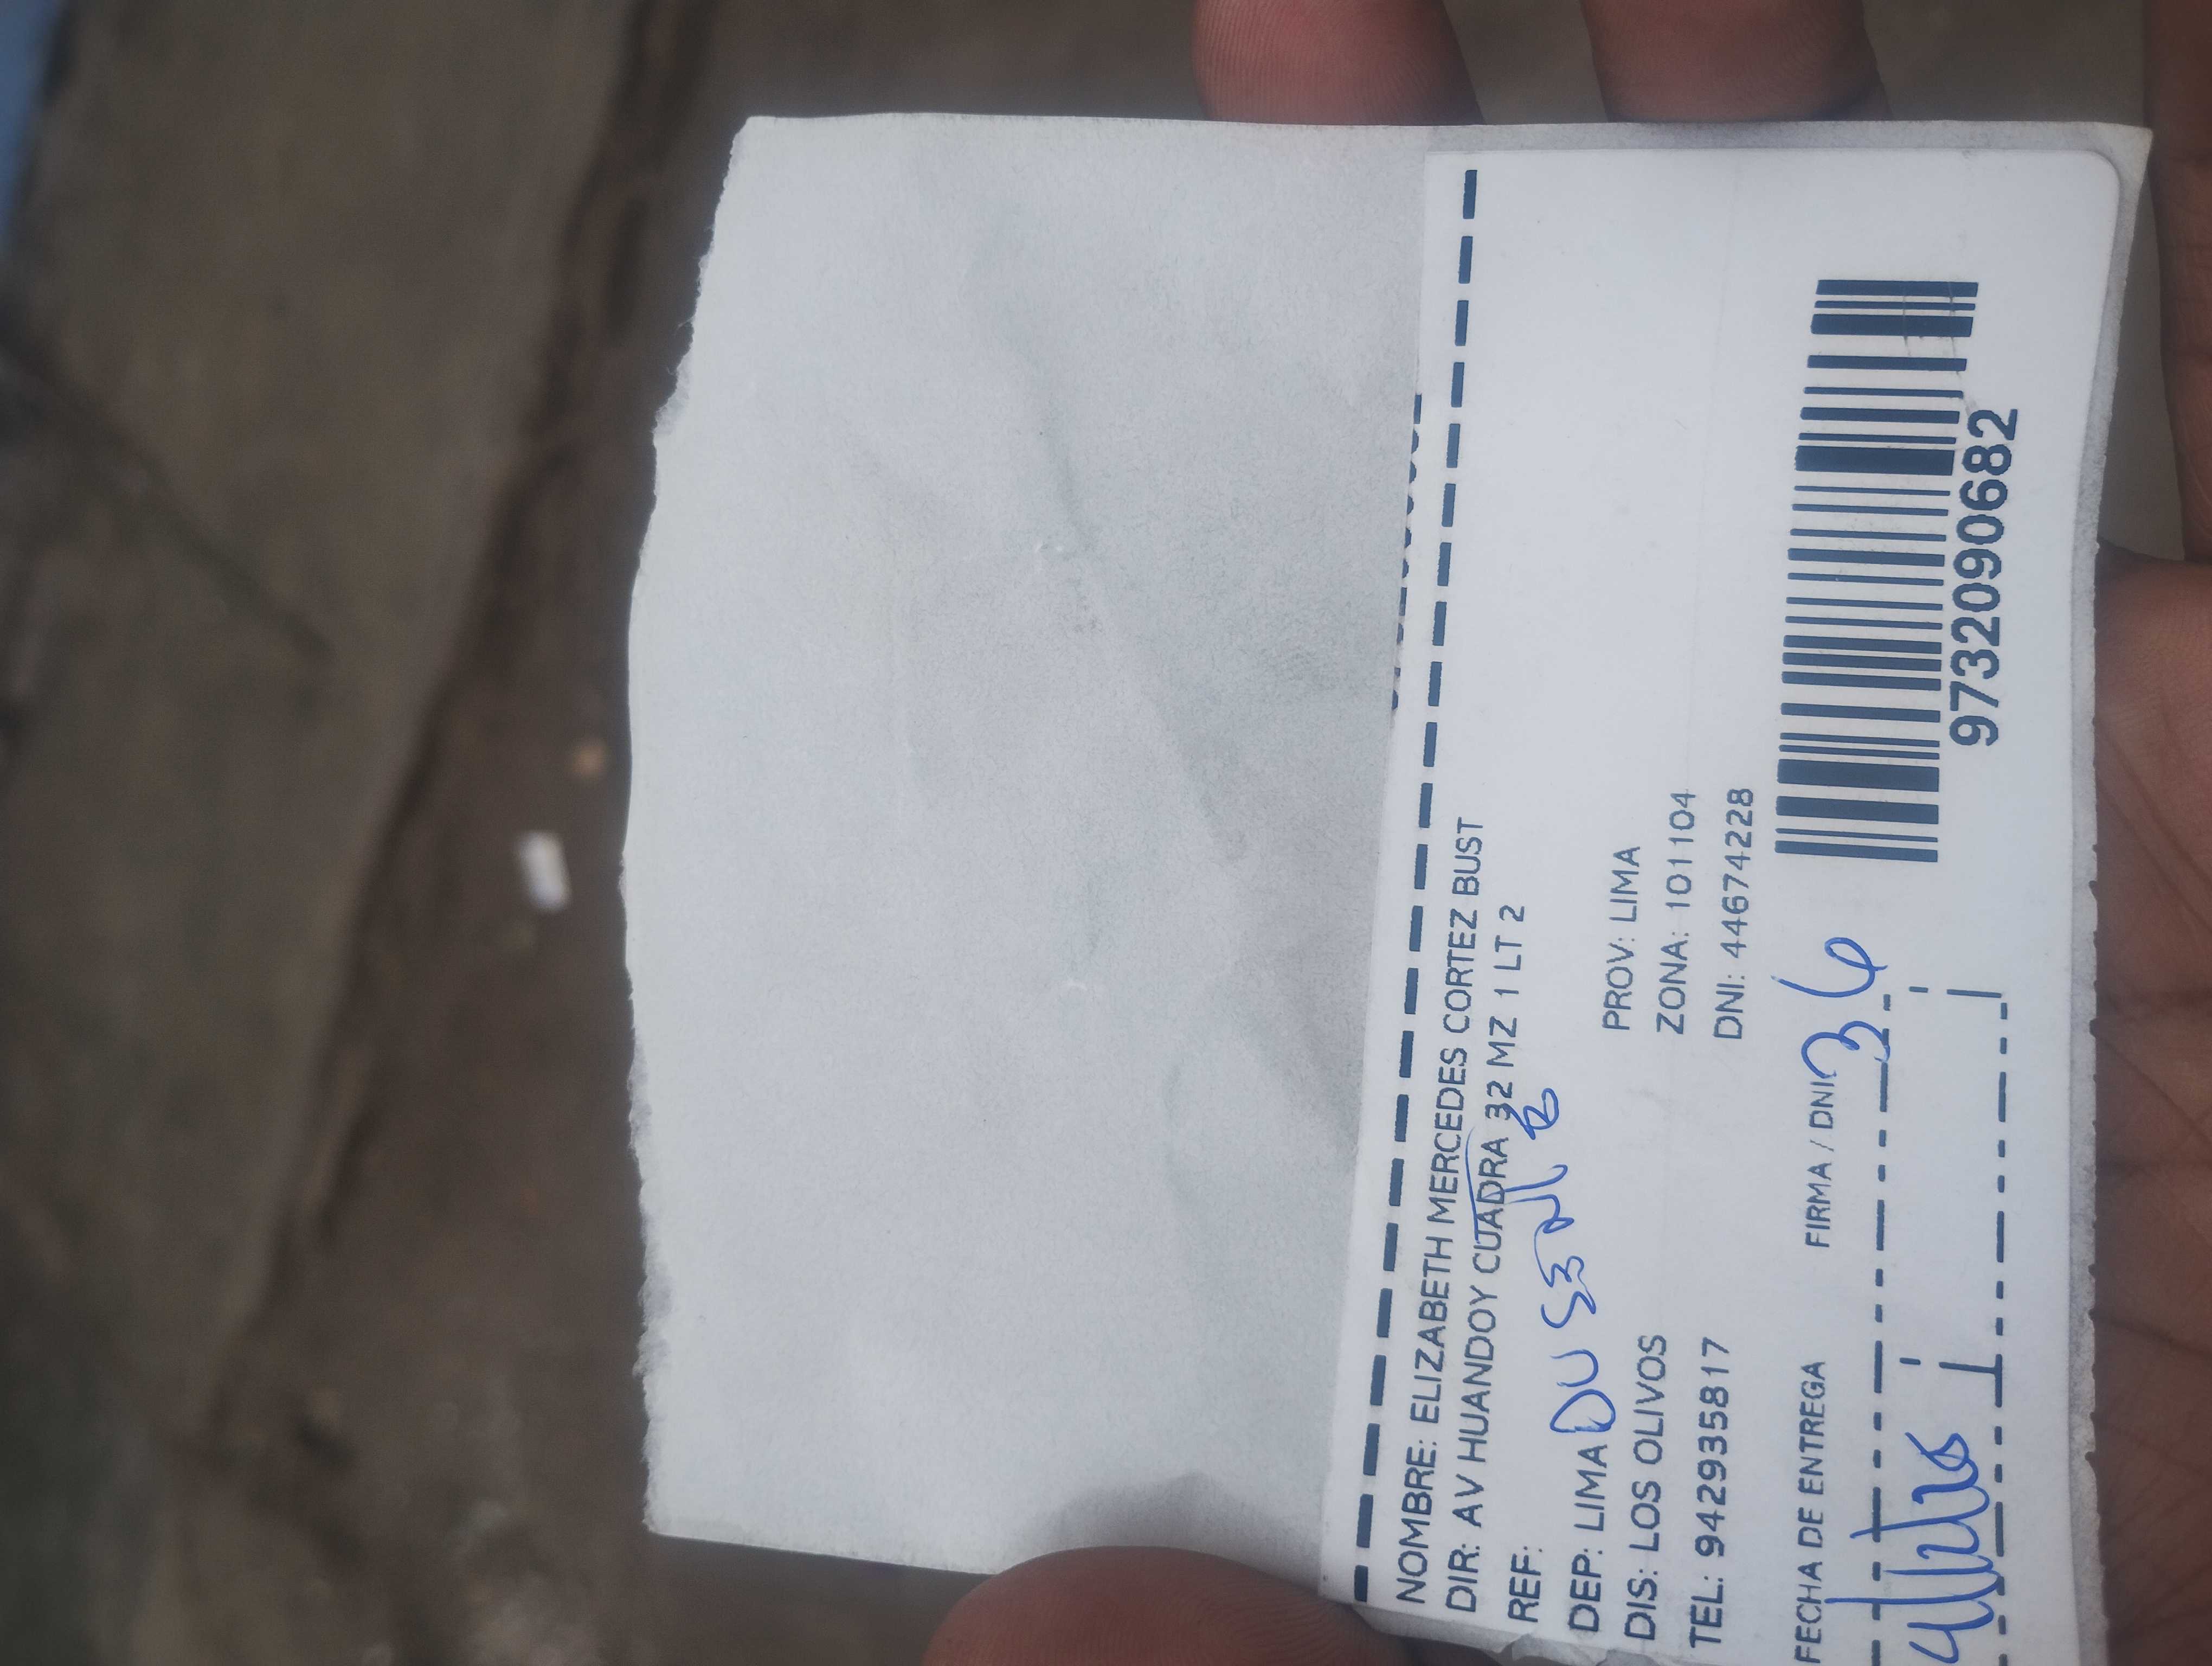 NOMBRE: ELIZABETH MERCEDES CORTEZ BUST
DIR: AV HUANDOY CUADRA 32 MZ 1 LT 2
REF:
DEP: LIMA
PROV: LIMA
DIS: LOS OLIVOS
ZONA: 101104
TEL: 942935817
DNI: 44674228
FECHA DE ENTREGA
FIRMA / DNI
36
9732090682